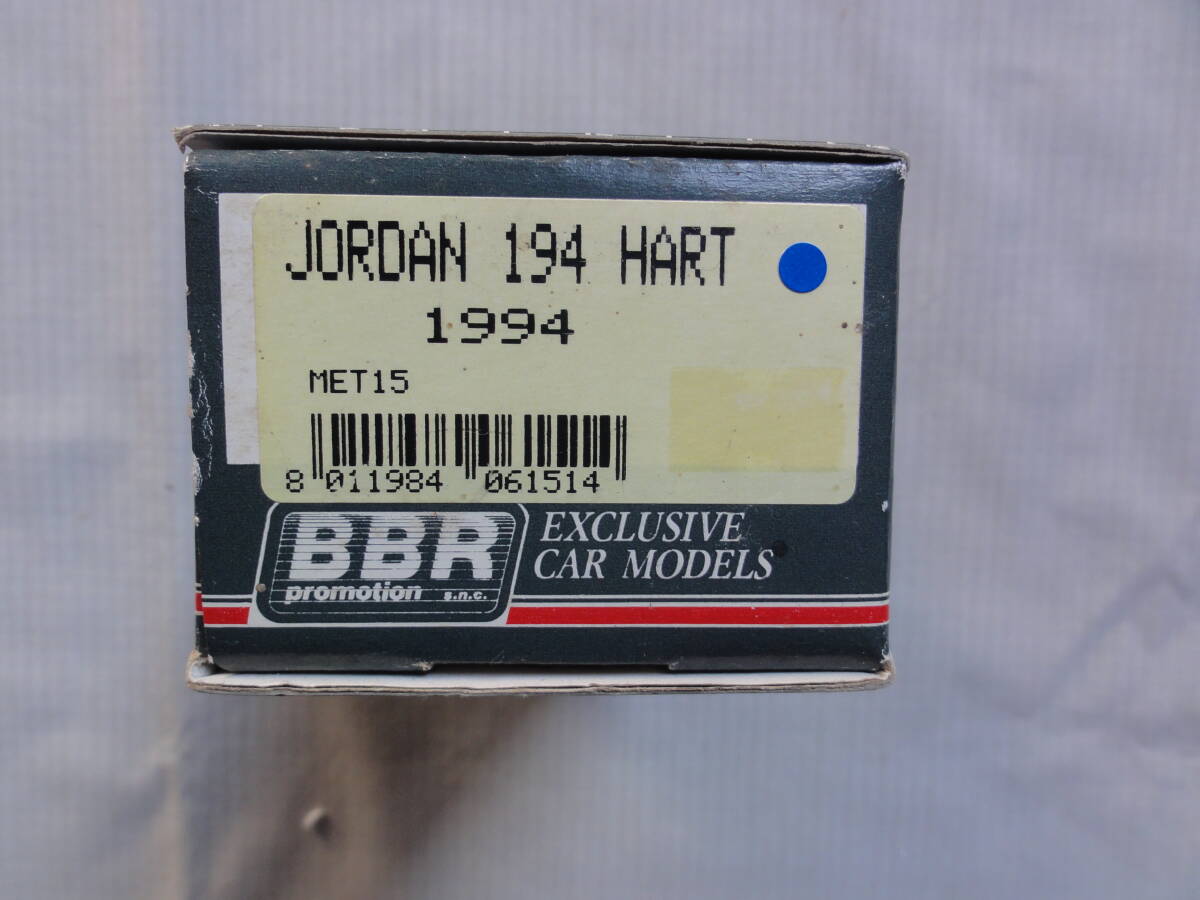 JORDAN 194 HART
1994
MET15
8 011984 061514
BBR
promotion s.n.c.
EXCLUSIVE
CAR MODELS